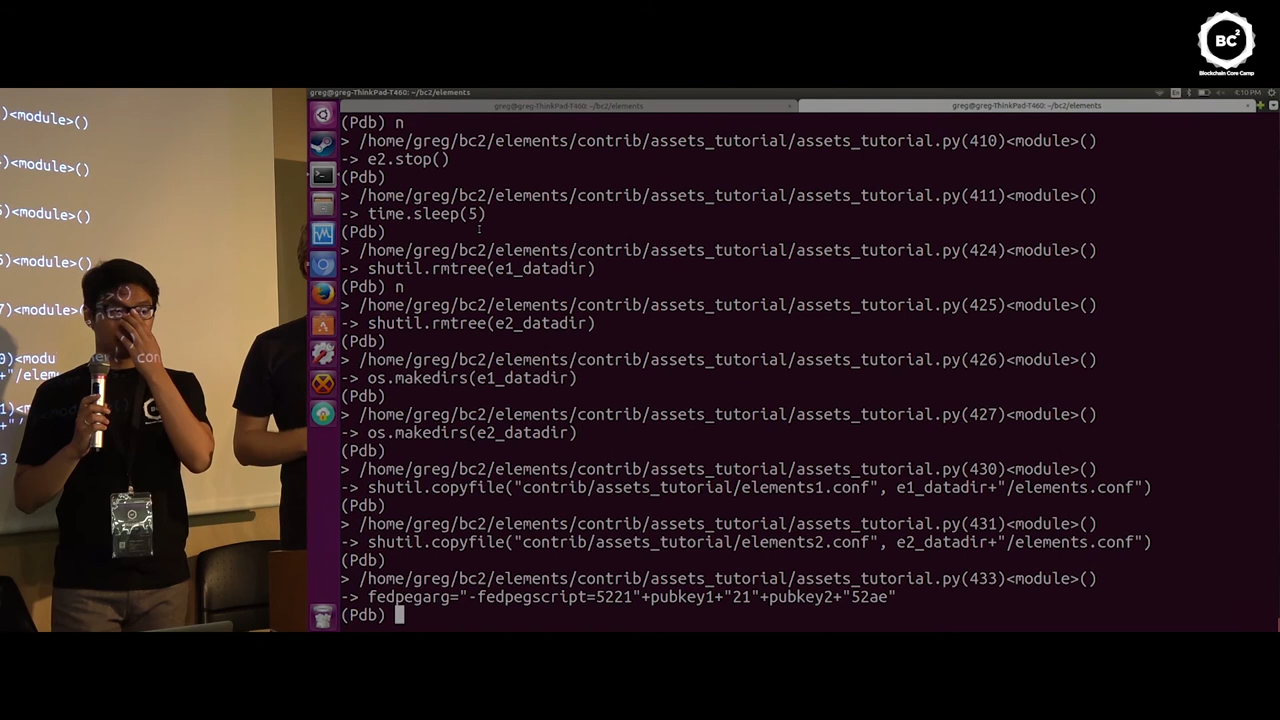 BC²
Blockchain Core Camp
greg@greg-ThinkPad-T460: ~/bc2/elements
4:10 PM
greg@greg-ThinkPad-T460: ~/bc2/elements
greg@greg-ThinkPad-T460: ~/bc2/elements
(Pdb) n
> /home/greg/bc2/elements/contrib/assets_tutorial/assets_tutorial.py(410)<module>()
-> e2.stop()
(Pdb)
> /home/greg/bc2/elements/contrib/assets_tutorial/assets_tutorial.py(411)<module>()
-> time.sleep(5)
(Pdb)
> /home/greg/bc2/elements/contrib/assets_tutorial/assets_tutorial.py(424)<module>()
-> shutil.rmtree(e1_datadir)
(Pdb) n
> /home/greg/bc2/elements/contrib/assets_tutorial/assets_tutorial.py(425)<module>()
-> shutil.rmtree(e2_datadir)
(Pdb)
> /home/greg/bc2/elements/contrib/assets_tutorial/assets_tutorial.py(426)<module>()
-> os.makedirs(e1_datadir)
(Pdb)
> /home/greg/bc2/elements/contrib/assets_tutorial/assets_tutorial.py(427)<module>()
-> os.makedirs(e2_datadir)
(Pdb)
> /home/greg/bc2/elements/contrib/assets_tutorial/assets_tutorial.py(430)<module>()
-> shutil.copyfile("contrib/assets_tutorial/elements1.conf", e1_datadir+"/elements.conf")
(Pdb)
> /home/greg/bc2/elements/contrib/assets_tutorial/assets_tutorial.py(431)<module>()
-> shutil.copyfile("contrib/assets_tutorial/elements2.conf", e2_datadir+"/elements.conf")
(Pdb)
> /home/greg/bc2/elements/contrib/assets_tutorial/assets_tutorial.py(433)<module>()
-> fedpegarg="-fedpegscript=5221"+pubkey1+"21"+pubkey2+"52ae"
(Pdb)
)<module>()
)<module>()
)<module>()
)<module>()
)<module>(
)<modu
+"/elem
3
BC²